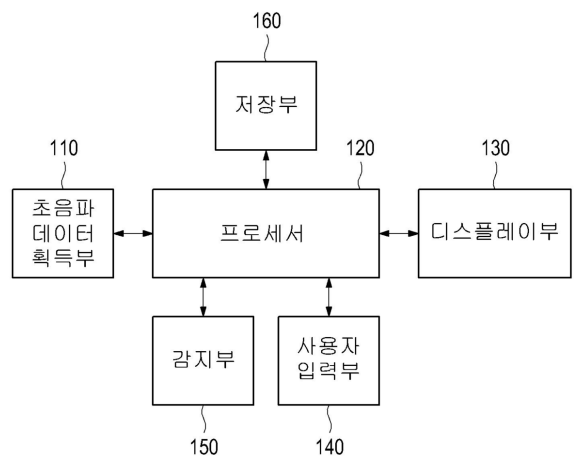 160
저장부
110
120
130
초음파
데이터
획득부
프로세서
디스플레이부
감지부
사용자
입력부
150
140